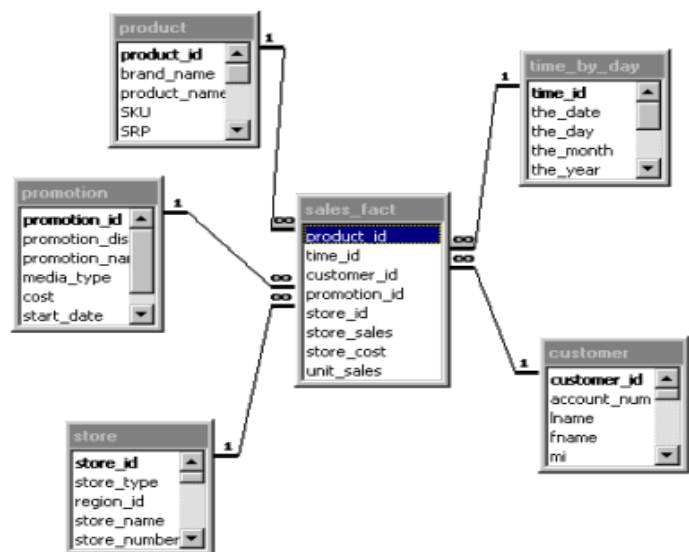 product
product_id
brand_name
product_name
SKU
SRP
1
time_by_day
time_id
the_date
the_day
the_month
the_year
1
promotion
promotion_id
promotion_dis
promotion_nar
media_type
cost
start_date
1
sales_fact
product_id
time_id
customer_id
promotion_id
store_id
store_sales
store_cost
unit_sales
∞
∞
∞
∞
∞
customer
customer_id
account_num
lname
fname
mi
1
store
store_id
store_type
region_id
store_name
store_number
1